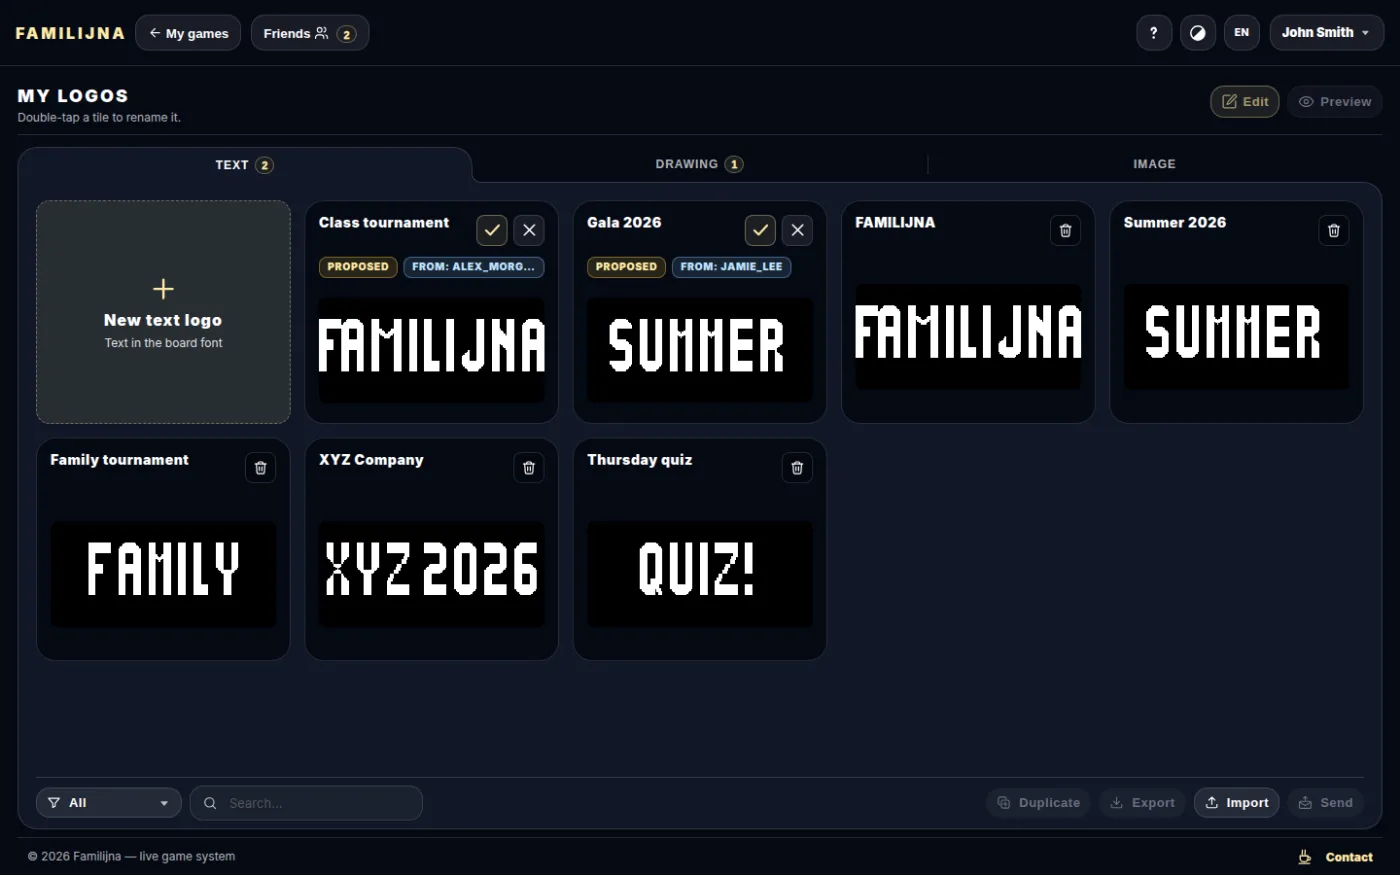 FAMILIJNA
My games
Friends 2
?
EN
John Smith
MY LOGOS
Double-tap a tile to rename it.
Edit
Preview
TEXT 2
DRAWING 1
IMAGE
New text logo
Text in the board font
Class tournament
PROPOSED
FROM: ALEX_MORG...
FAMILIJNA
Gala 2026
PROPOSED
FROM: JAMIE_LEE
SUMMER
FAMILIJNA
FAMILIJNA
Summer 2026
SUMMER
Family tournament
FAMILY
XYZ Company
XYZ 2026
Thursday quiz
QUIZ!
All
Search...
Duplicate
Export
Import
Send
© 2026 Familijna — live game system
Contact